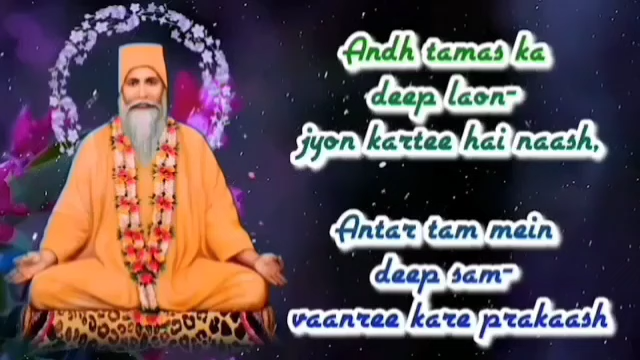 Andh tamas ka
deep laon-
jyon kartee hai naash,
Antar tam mein
deep sam-
vaanree kare prakaash